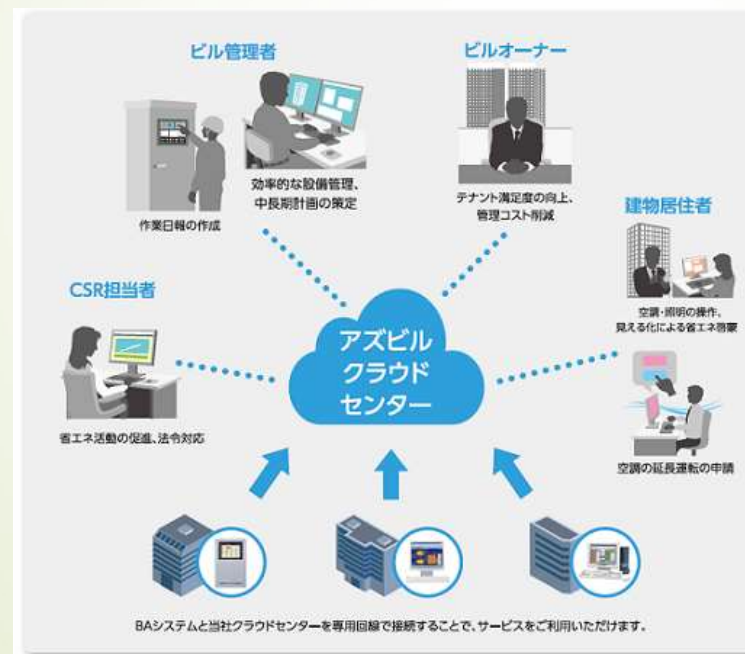 ビル管理者
ビルオーナー
効率的な設備管理、
中長期計画の策定
作業日報の作成
テナント満足度の向上、
管理コスト削減
建物居住者
空調・照明の操作、
見える化による省エネ啓蒙
CSR担当者
アズビル
クラウド
センター
省エネ活動の促進、法令対応
空調の延長運転の申請
BAシステムと当社クラウドセンターを専用回線で接続することで、サービスをご利用いただけます。